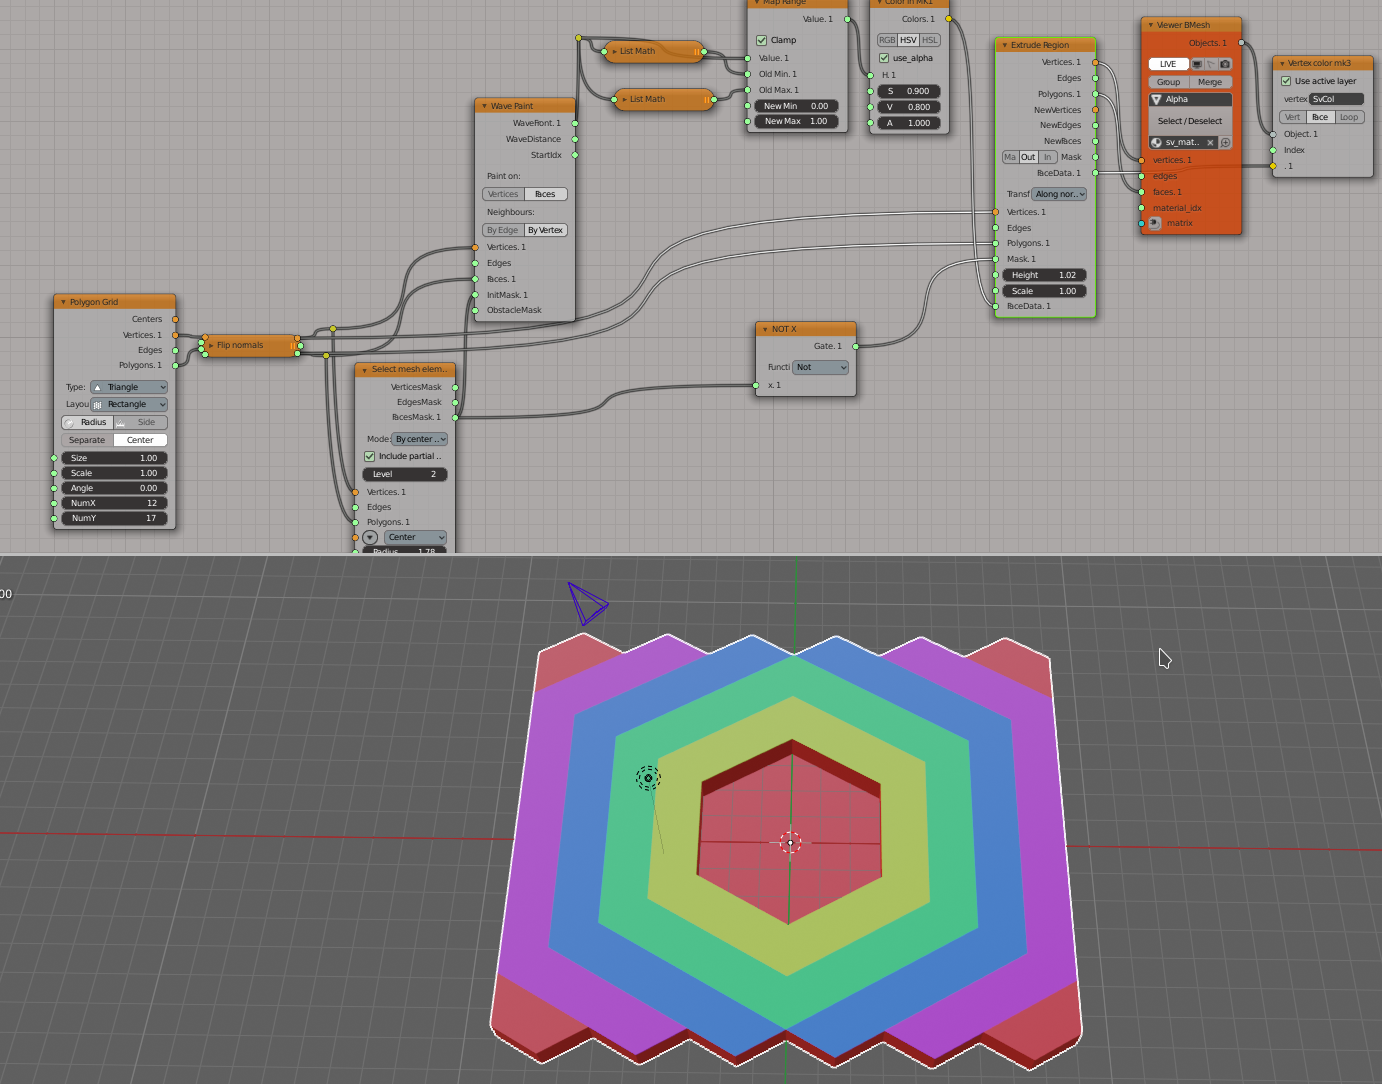 Map Range
Value. 1
Clamp
Value. 1
Old Min. 1
Old Max. 1
New Min 0.00
New Max 1.00
Color in MK1
Colors. 1
RGB HSV HSL
use_alpha
H. 1
S 0.900
V 0.800
A 1.000
List Math
List Math
Wave Paint
WaveFront. 1
WaveDistance
StartIdx
Paint on:
Vertices Faces
Neighbours:
By Edge By Vertex
Vertices. 1
Edges
Faces. 1
InitMask. 1
ObstacleMask
Extrude Region
Vertices. 1
Edges
Polygons. 1
NewVertices
NewEdges
NewFaces
Ma Out In Mask
FaceData. 1
Transf Along nor..
Vertices. 1
Edges
Polygons. 1
Mask. 1
Height 1.02
Scale 1.00
FaceData. 1
Viewer BMesh
Objects. 1
LIVE
Group Merge
Alpha
Select / Deselect
sv_mat..
vertices. 1
edges
faces. 1
material_idx
matrix
Vertex color mk3
Use active layer
vertex SvCol
Vert Face Loop
Object. 1
Index
. 1
Polygon Grid
Centers
Vertices. 1
Edges
Polygons. 1
Type: Triangle
Layou Rectangle
Radius Side
Separate Center
Size 1.00
Scale 1.00
Angle 0.00
NumX 12
NumY 17
Flip normals
Select mesh elem..
VerticesMask
EdgesMask
FacesMask. 1
Mode: By center ..
Include partial ..
Level 2
Vertices. 1
Edges
Polygons. 1
Center
Radius 1.78
NOT X
Gate. 1
Functi Not
x. 1
00